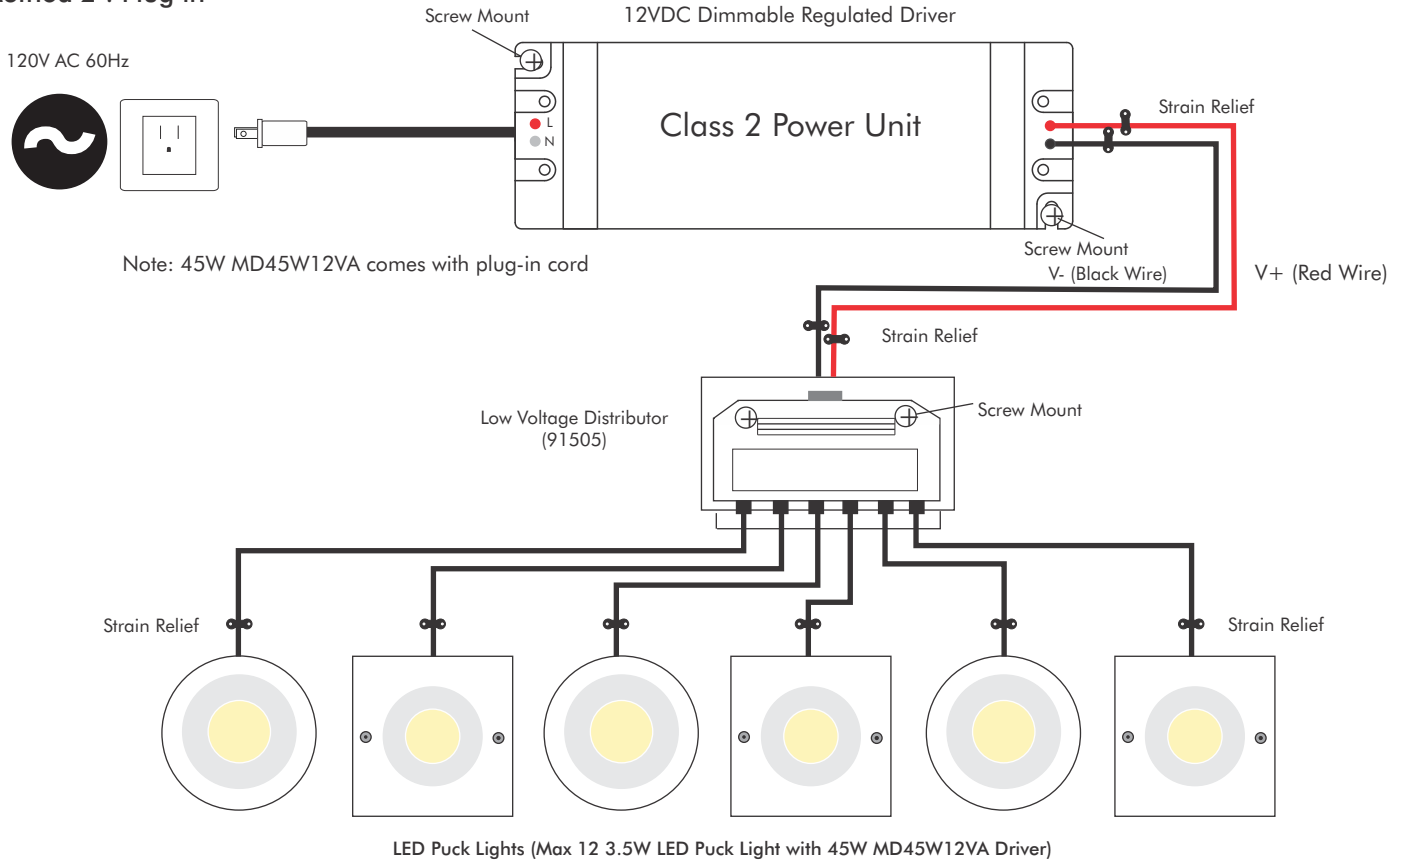 Plug-in
Screw Mount
12VDC Dimmable Regulated Driver
120V AC 60Hz
L
N
Class 2 Power Unit
Strain Relief
Note: 45W MD45W12VA comes with plug-in cord
Screw Mount
V- (Black Wire)
V+ (Red Wire)
Strain Relief
Low Voltage Distributor
(91505)
Screw Mount
Strain Relief
Strain Relief
LED Puck Lights (Max 12 3.5W LED Puck Light with 45W MD45W12VA Driver)